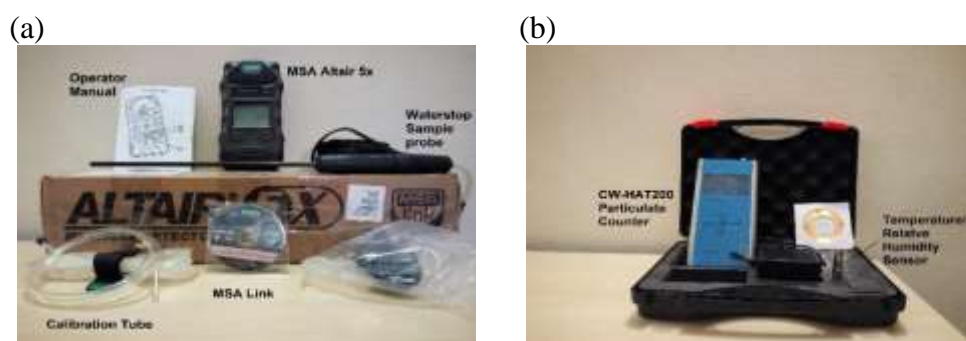 (a)
(b)
Operator
Manual
MSA Altair 5x
Waterstop
Sample
probe
ALTAIR 5X
MSA Link
Calibration Tube
CW-HAT200
Particulate
Counter
Temperature/
Relative
Humidity
Sensor